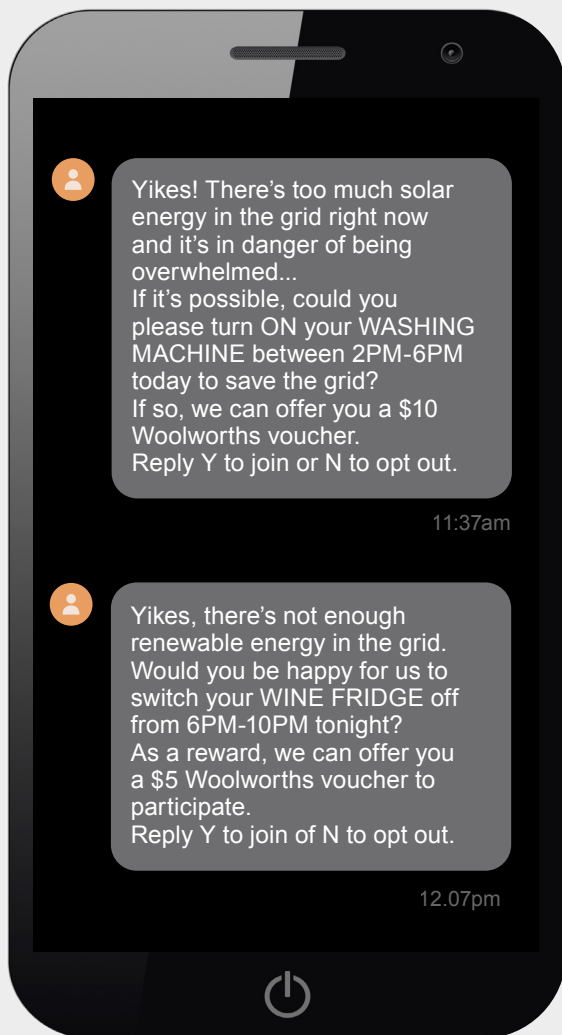 Yikes! There’s too much solar
energy in the grid right now
and it’s in danger of being
overwhelmed...
If it’s possible, could you
please turn ON your WASHING
MACHINE between 2PM-6PM
today to save the grid?
If so, we can offer you a $10
Woolworths voucher.
Reply Y to join or N to opt out.
11:37am
Yikes, there’s not enough
renewable energy in the grid.
Would you be happy for us to
switch your WINE FRIDGE off
from 6PM-10PM tonight?
As a reward, we can offer you
a $5 Woolworths voucher to
participate.
Reply Y to join of N to opt out.
12.07pm